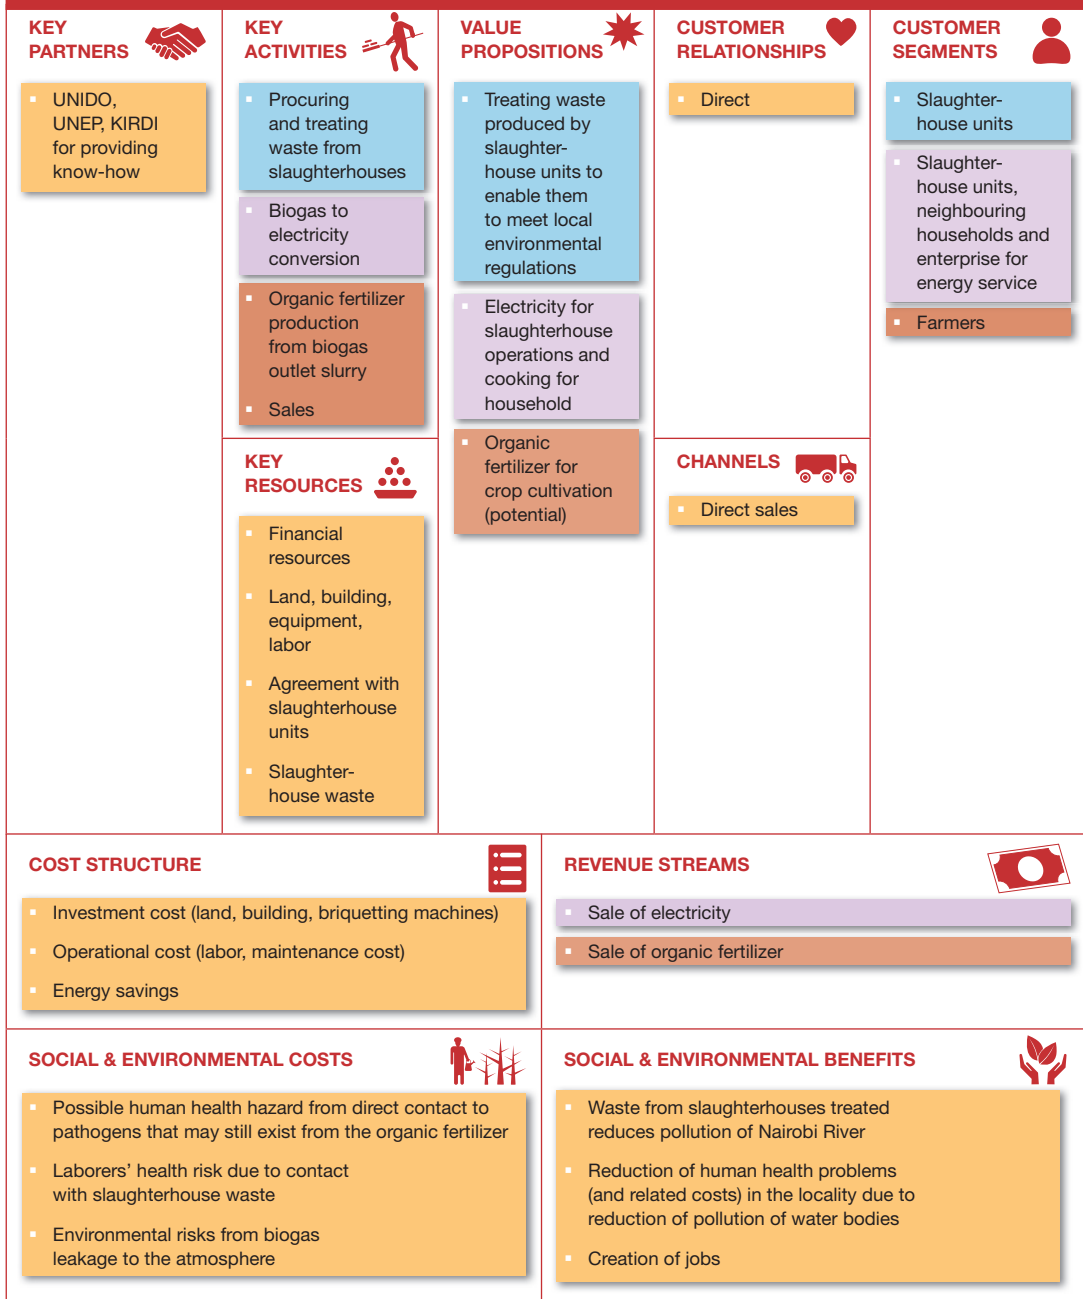 KEY
PARTNERS
UNIDO,
UNEP, KIRDI
for providing
know-how
KEY
ACTIVITIES
Procuring
and treating
waste from
slaughterhouses
Biogas to
electricity
conversion
Organic fertilizer
production
from biogas
outlet slurry
Sales
KEY
RESOURCES
Financial
resources
Land, building,
equipment,
labor
Agreement with
slaughterhouse
units
Slaughter-
house waste
VALUE
PROPOSITIONS
Treating waste
produced by
slaughter-
house units to
enable them
to meet local
environmental
regulations
Electricity for
slaughterhouse
operations and
cooking for
household
Organic
fertilizer for
crop cultivation
(potential)
CUSTOMER
RELATIONSHIPS
Direct
CHANNELS
Direct sales
CUSTOMER
SEGMENTS
Slaughter-
house units
Slaughter-
house units,
neighbouring
households and
enterprise for
energy service
Farmers
COST STRUCTURE
Investment cost (land, building, briquetting machines)
Operational cost (labor, maintenance cost)
Energy savings
REVENUE STREAMS
Sale of electricity
Sale of organic fertilizer
SOCIAL & ENVIRONMENTAL COSTS
Possible human health hazard from direct contact to
pathogens that may still exist from the organic fertilizer
Laborers’ health risk due to contact
with slaughterhouse waste
Environmental risks from biogas
leakage to the atmosphere
SOCIAL & ENVIRONMENTAL BENEFITS
Waste from slaughterhouses treated
reduces pollution of Nairobi River
Reduction of human health problems
(and related costs) in the locality due to
reduction of pollution of water bodies
Creation of jobs